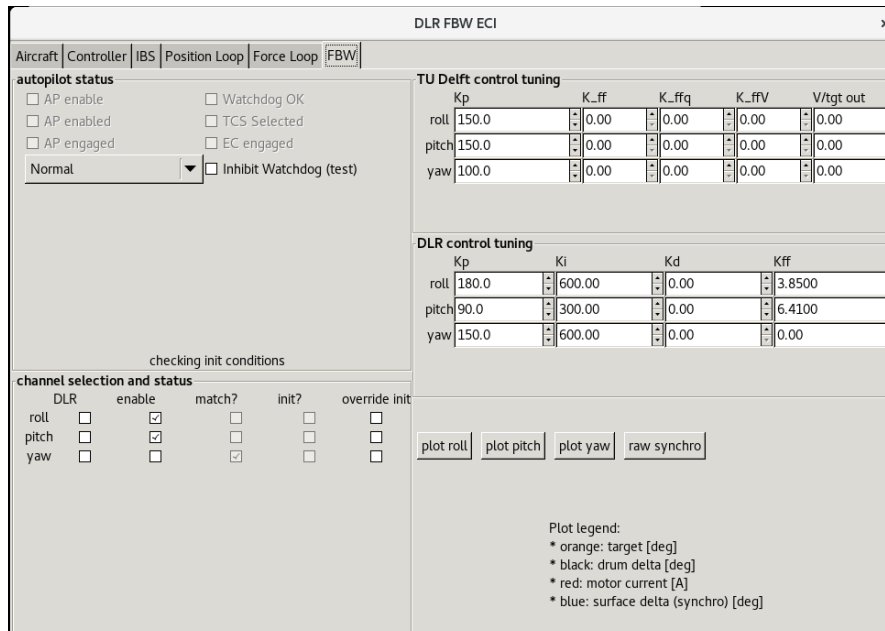 DLR FBW ECI
Aircraft Controller IBS Position Loop Force Loop FBW
autopilot status
AP enable Watchdog OK
AP enabled TCS Selected
AP engaged EC engaged
Normal Inhibit Watchdog (test)
checking init conditions
channel selection and status
DLR enable match? init? override init
roll
pitch
yaw
TU Delft control tuning
Kp K_ff K_ffq K_ffV V/tgt out
roll 150.0 0.00 0.00 0.00 0.00
pitch 150.0 0.00 0.00 0.00 0.00
yaw 100.0 0.00 0.00 0.00 0.00
DLR control tuning
Kp Ki Kd Kff
roll 180.0 600.00 0.00 3.8500
pitch 90.0 300.00 0.00 6.4100
yaw 150.0 600.00 0.00 0.00
plot roll plot pitch plot yaw raw synchro
Plot legend:
* orange: target [deg]
* black: drum delta [deg]
* red: motor current [A]
* blue: surface delta (synchro) [deg]